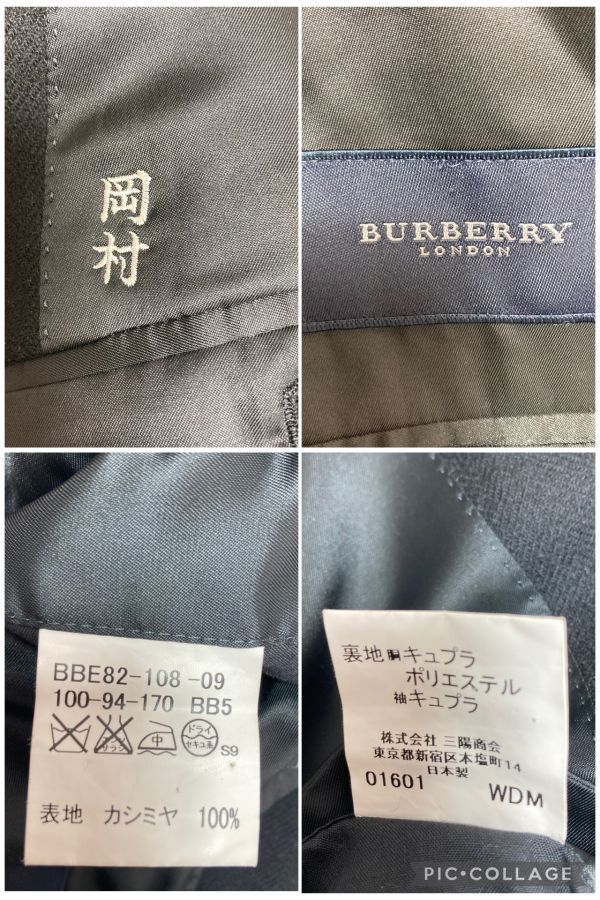 岡村
BURBERRY
LONDON
BBE82-108-09
100-94-170 BB5
中
ドライ
セキユ系
S9
表地 カシミヤ 100%
裏地 胴 キュプラ
ポリエステル
袖 キュプラ
株式会社 三陽商会
東京都新宿区本塩町14
日本製
01601 WDM
PIC•COLLAGE